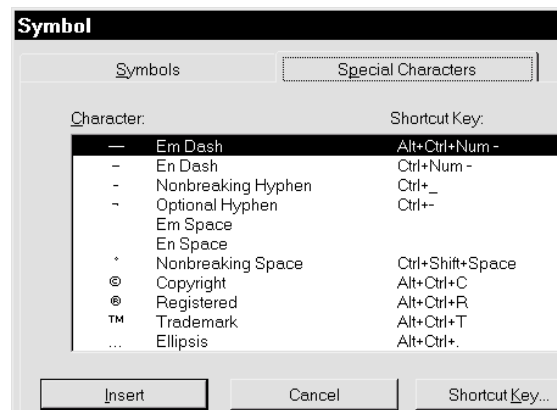 Symbol
Symbols Special Characters
Character: Shortcut Key:
— Em Dash Alt+Ctrl+Num -
– En Dash Ctrl+Num -
- Nonbreaking Hyphen Ctrl+_
¬ Optional Hyphen Ctrl+-
Em Space
En Space
° Nonbreaking Space Ctrl+Shift+Space
© Copyright Alt+Ctrl+C
® Registered Alt+Ctrl+R
™ Trademark Alt+Ctrl+T
… Ellipsis Alt+Ctrl+.
Insert Cancel Shortcut Key...